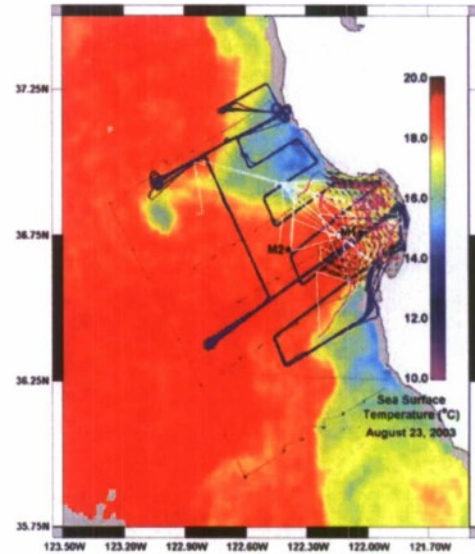 37.25N
20.0
18.0
16.0
36.75N
M2
M1
14.0
12.0
36.25N
10.0
Sea Surface
Temperature (°C)
August 23, 2003
35.75N
123.50W 123.20W 122.90W 122.60W 122.30W 122.00W 121.70W